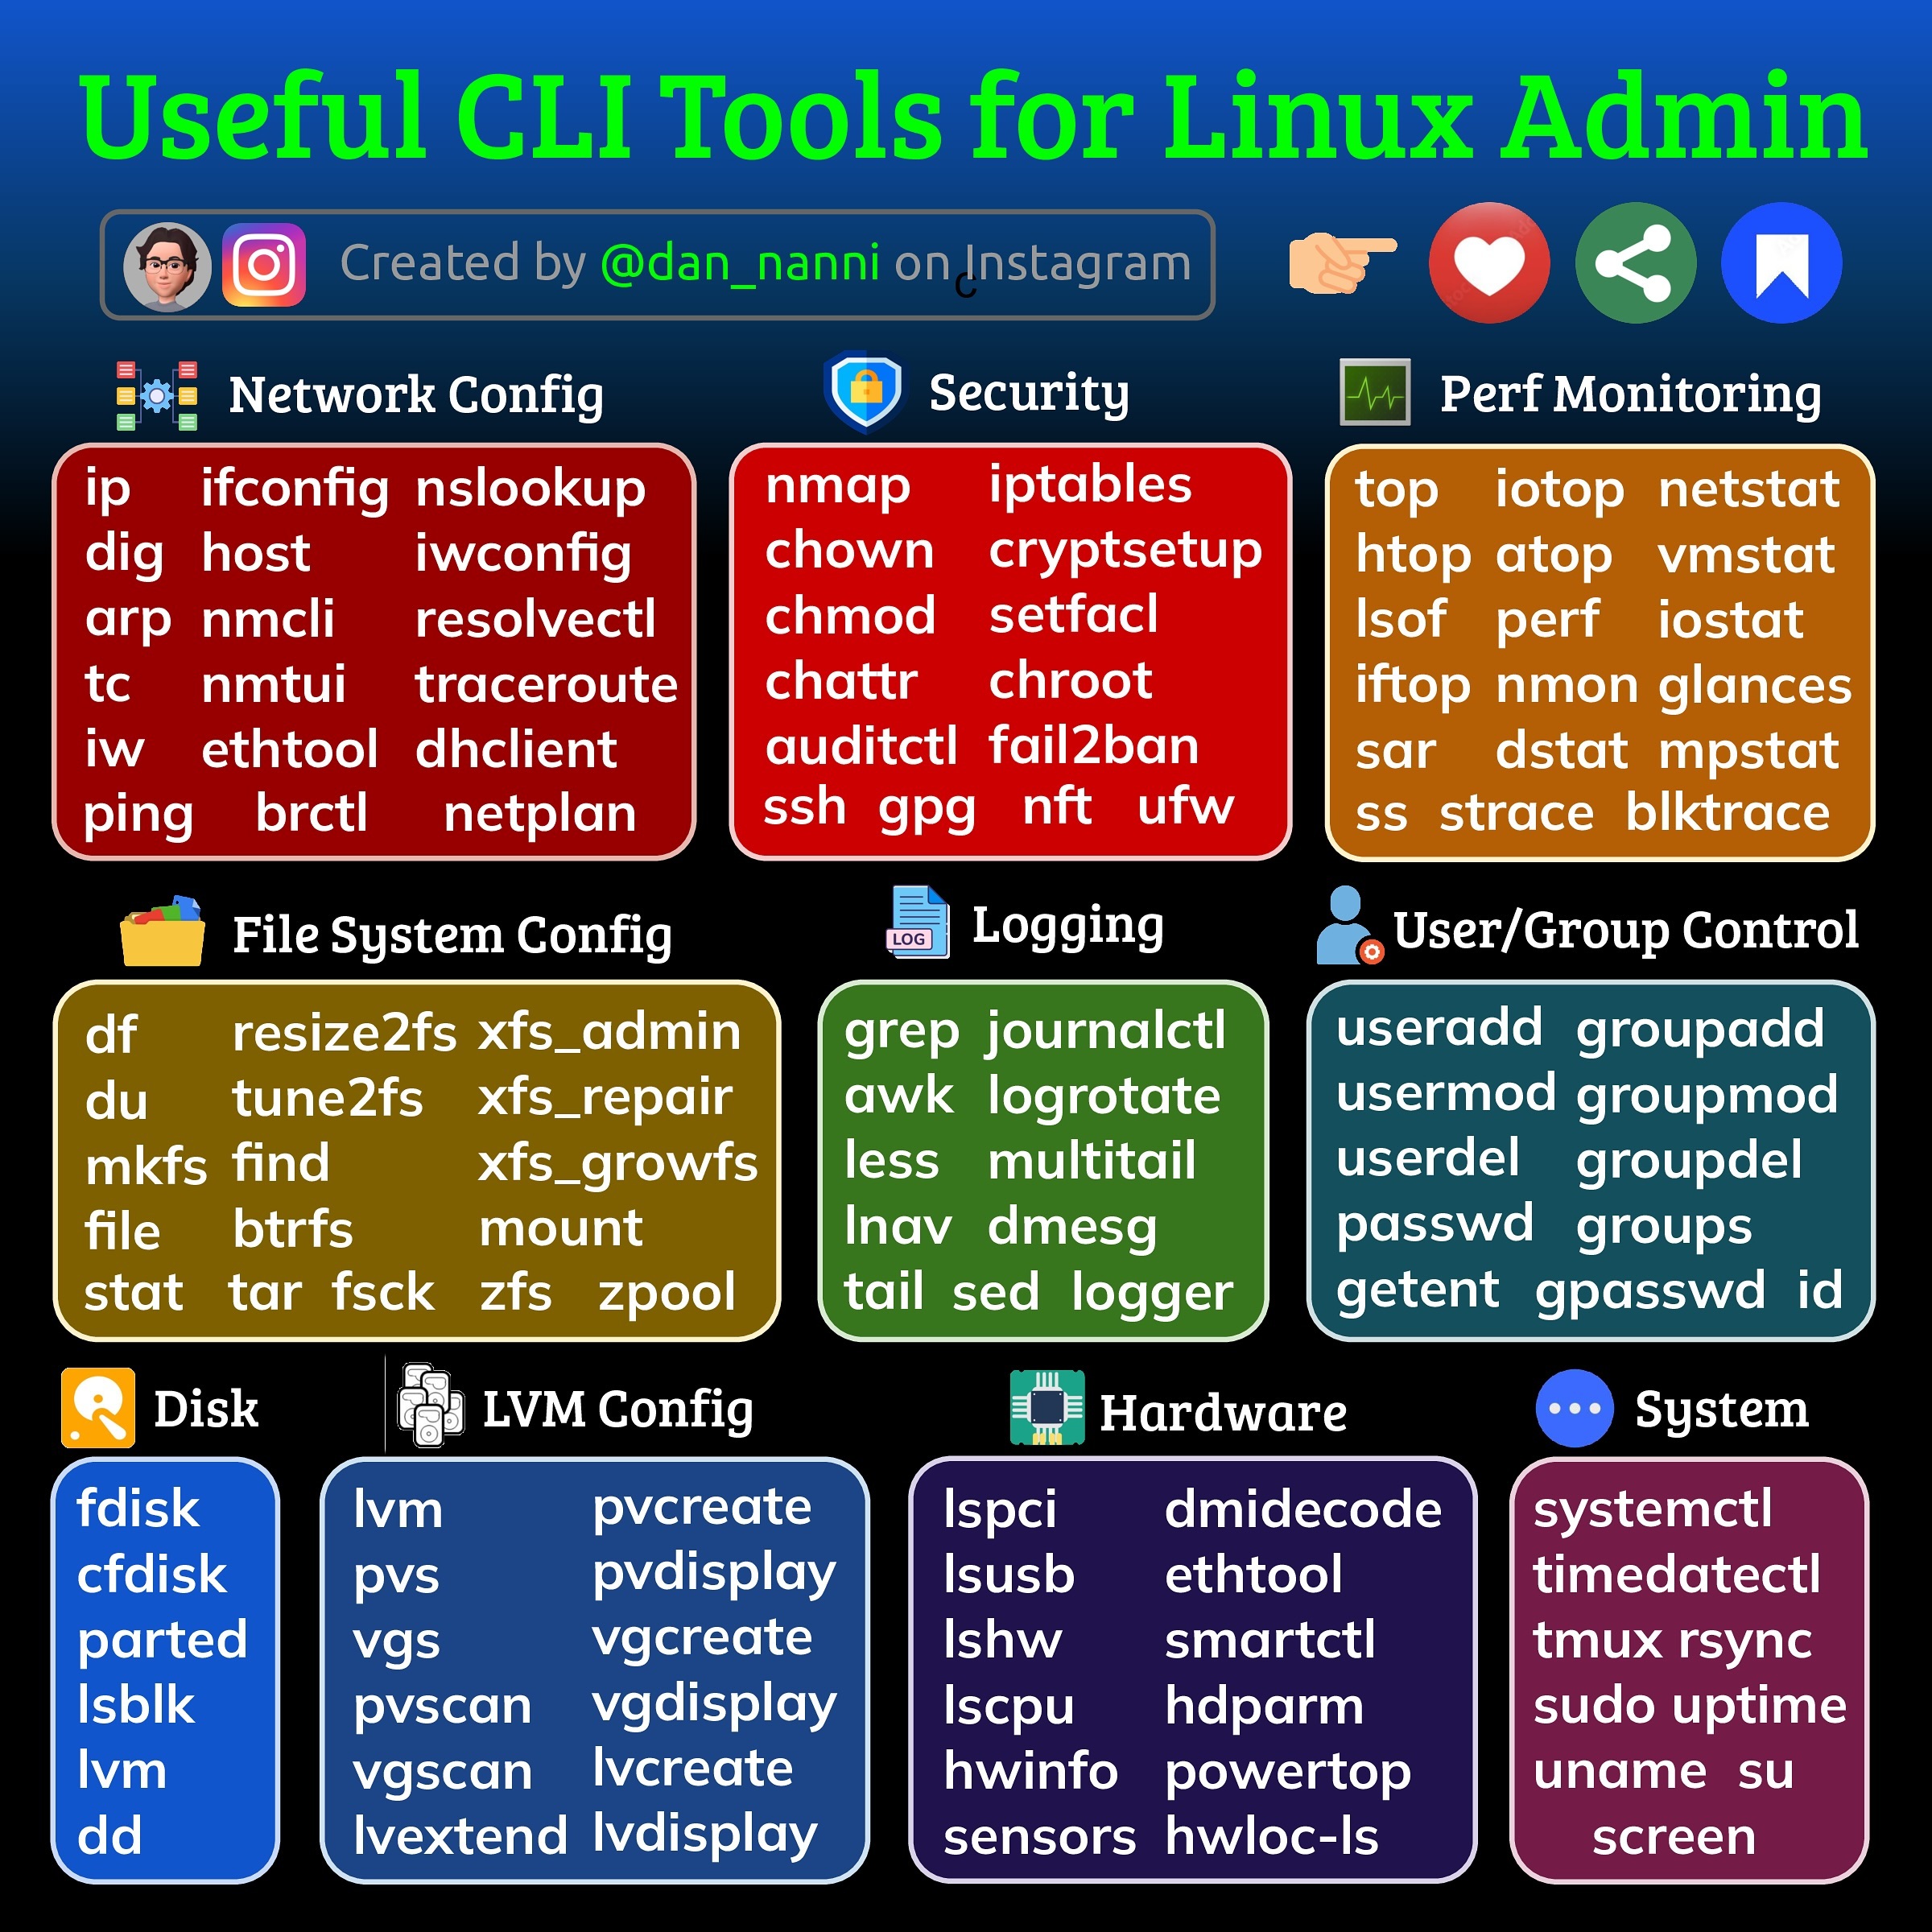 Useful CLI Tools for Linux Admin
Created by @dan_nanni on Instagram
c
Network Config
ip ifconfig nslookup
dig host iwconfig
arp nmcli resolvectl
tc nmtui traceroute
iw ethtool dhclient
ping brctl netplan
Security
nmap iptables
chown cryptsetup
chmod setfacl
chattr chroot
auditctl fail2ban
ssh gpg nft ufw
Perf Monitoring
top iotop netstat
htop atop vmstat
lsof perf iostat
iftop nmon glances
sar dstat mpstat
ss strace blktrace
File System Config
df resize2fs xfs_admin
du tune2fs xfs_repair
mkfs find xfs_growfs
file btrfs mount
stat tar fsck zfs zpool
LOG
Logging
grep journalctl
awk logrotate
less multitail
lnav dmesg
tail sed logger
User/Group Control
useradd groupadd
usermod groupmod
userdel groupdel
passwd groups
getent gpasswd id
Disk
fdisk
cfdisk
parted
lsblk
lvm
dd
LVM Config
lvm pvcreate
pvs pvdisplay
vgs vgcreate
pvscan vgdisplay
vgscan lvcreate
lvextend lvdisplay
Hardware
lspci dmidecode
lsusb ethtool
lshw smartctl
lscpu hdparm
hwinfo powertop
sensors hwloc-ls
System
systemctl
timedatectl
tmux rsync
sudo uptime
uname su
screen